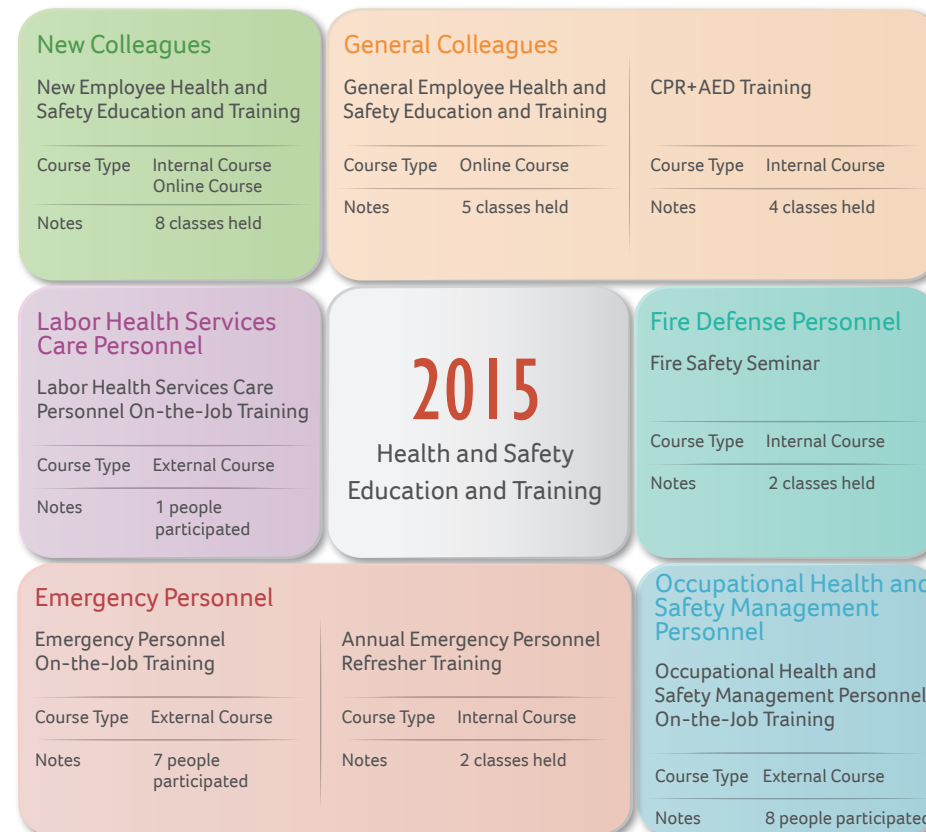 New Colleagues
New Employee Health and
Safety Education and Training
Course Type Internal Course
Online Course
Notes 8 classes held
General Colleagues
General Employee Health and
Safety Education and Training
Course Type Online Course
Notes 5 classes held
CPR+AED Training
Course Type Internal Course
Notes 4 classes held
Labor Health Services
Care Personnel
Labor Health Services Care
Personnel On-the-Job Training
Course Type External Course
Notes 1 people
participated
2015
Health and Safety
Education and Training
Fire Defense Personnel
Fire Safety Seminar
Course Type Internal Course
Notes 2 classes held
Emergency Personnel
Emergency Personnel
On-the-Job Training
Course Type External Course
Notes 7 people
participated
Annual Emergency Personnel
Refresher Training
Course Type Internal Course
Notes 2 classes held
Occupational Health and
Safety Management
Personnel
Occupational Health and
Safety Management Personnel
On-the-Job Training
Course Type External Course
Notes 8 people participated